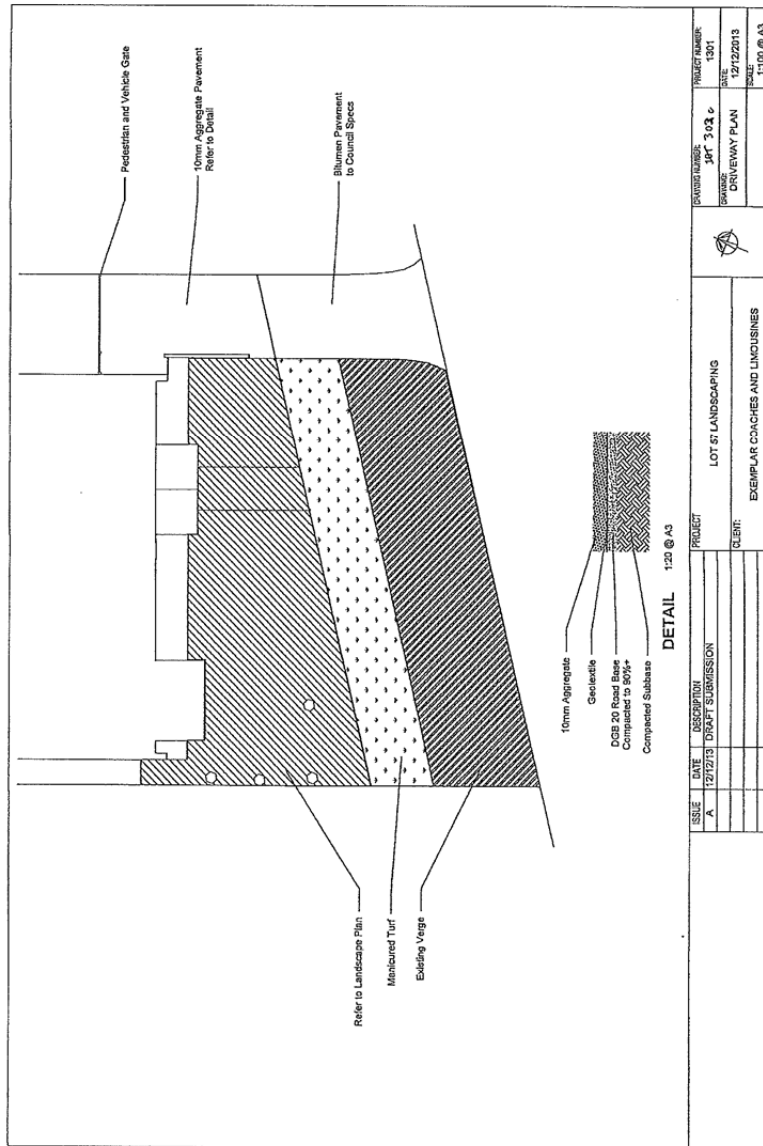 Pedestrian and Vehicle Gate
10mm Aggregate Pavement
Refer to Detail
Bitumen Pavement
to Council Specs
Refer to Landscape Plan
Manicured Turf
Existing Verge
10mm Aggregate
Geotextile
DGB 20 Road Base
Compacted to 90%+
Compacted Subbase
DETAIL 1:20 @ A3
ISSUE DATE DESCRIPTION
A 12/12/13 DRAFT SUBMISSION
PROJECT
LOT 57 LANDSCAPING
CLIENT:
EXEMPLAR COACHES AND LIMOUSINES
DRAWING NUMBER:
PROJECT NUMBER:
1301
DRAWING:
DRIVEWAY PLAN
DATE:
12/12/2013
SCALE:
1:100 @ A3